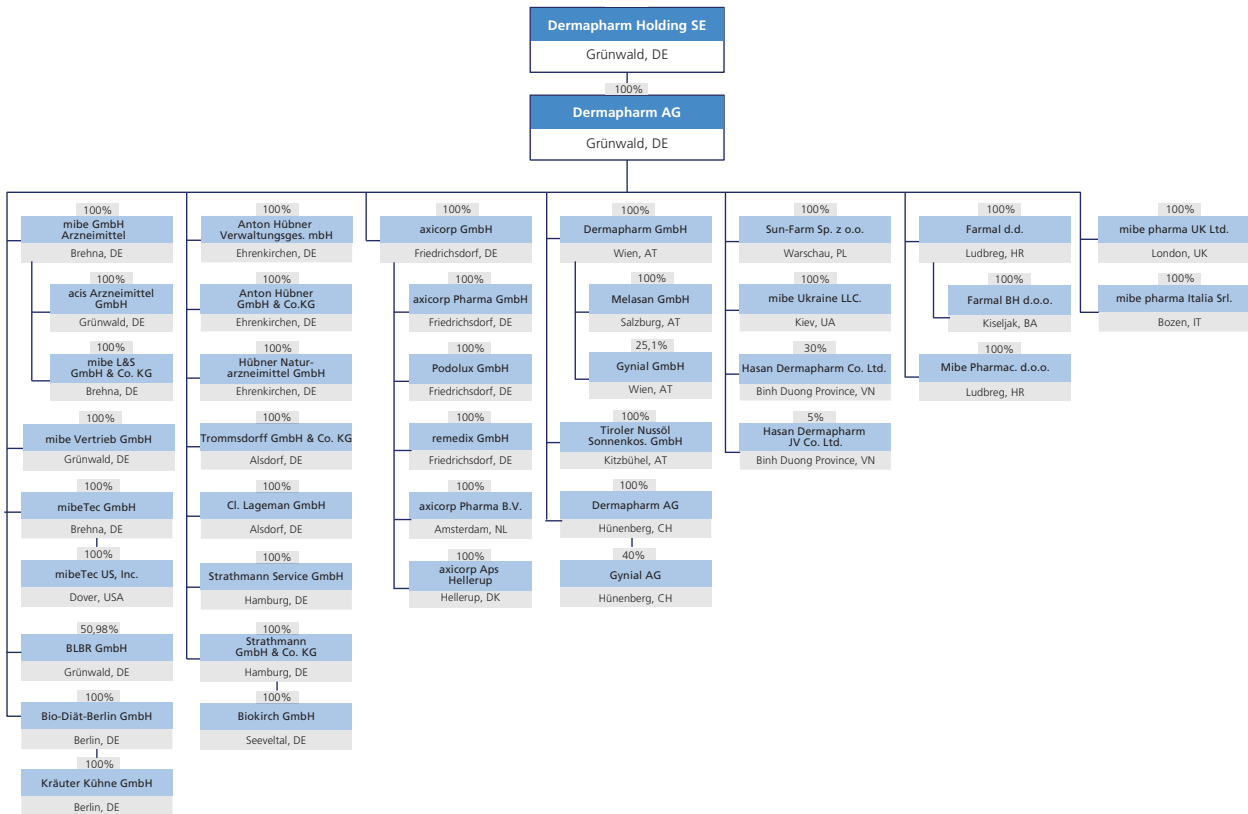 Dermapharm Holding SE
Grünwald, DE
100%
Dermapharm AG
Grünwald, DE
100%
mibe GmbH
Arzneimittel
Brehna, DE
100%
acis Arzneimittel
GmbH
Grünwald, DE
100%
mibe L&S
GmbH & Co. KG
Brehna, DE
100%
mibe Vertrieb GmbH
Grünwald, DE
100%
mibeTec GmbH
Brehna, DE
100%
mibeTec US, Inc.
Dover, USA
50,98%
BLBR GmbH
Grünwald, DE
100%
Bio-Diät-Berlin GmbH
Berlin, DE
100%
Kräuter Kühne GmbH
Berlin, DE
100%
Anton Hübner
Verwaltungsges. mbH
Ehrenkirchen, DE
100%
Anton Hübner
GmbH & Co.KG
Ehrenkirchen, DE
100%
Hübner Natur-
arzneimittel GmbH
Ehrenkirchen, DE
100%
Trommsdorff GmbH & Co. KG
Alsdorf, DE
100%
Cl. Lageman GmbH
Alsdorf, DE
100%
Strathmann Service GmbH
Hamburg, DE
100%
Strathmann
GmbH & Co. KG
Hamburg, DE
100%
Biokirch GmbH
Seeveltal, DE
100%
axicorp GmbH
Friedrichsdorf, DE
100%
axicorp Pharma GmbH
Friedrichsdorf, DE
100%
Podolux GmbH
Friedrichsdorf, DE
100%
remedix GmbH
Friedrichsdorf, DE
100%
axicorp Pharma B.V.
Amsterdam, NL
100%
axicorp Aps
Hellerup
Hellerup, DK
100%
Dermapharm GmbH
Wien, AT
100%
Melasan GmbH
Salzburg, AT
25,1%
Gynial GmbH
Wien, AT
100%
Tiroler Nussöl
Sonnenkos. GmbH
Kitzbühel, AT
100%
Dermapharm AG
Hünenberg, CH
40%
Gynial AG
Hünenberg, CH
100%
Sun-Farm Sp. z o.o.
Warschau, PL
100%
mibe Ukraine LLC.
Kiev, UA
30%
Hasan Dermapharm Co. Ltd.
Binh Duong Province, VN
5%
Hasan Dermapharm
JV Co. Ltd.
Binh Duong Province, VN
100%
Farmal d.d.
Ludbreg, HR
100%
Farmal BH d.o.o.
Kiseljak, BA
100%
Mibe Pharmac. d.o.o.
Ludbreg, HR
100%
mibe pharma UK Ltd.
London, UK
100%
mibe pharma Italia Srl.
Bozen, IT